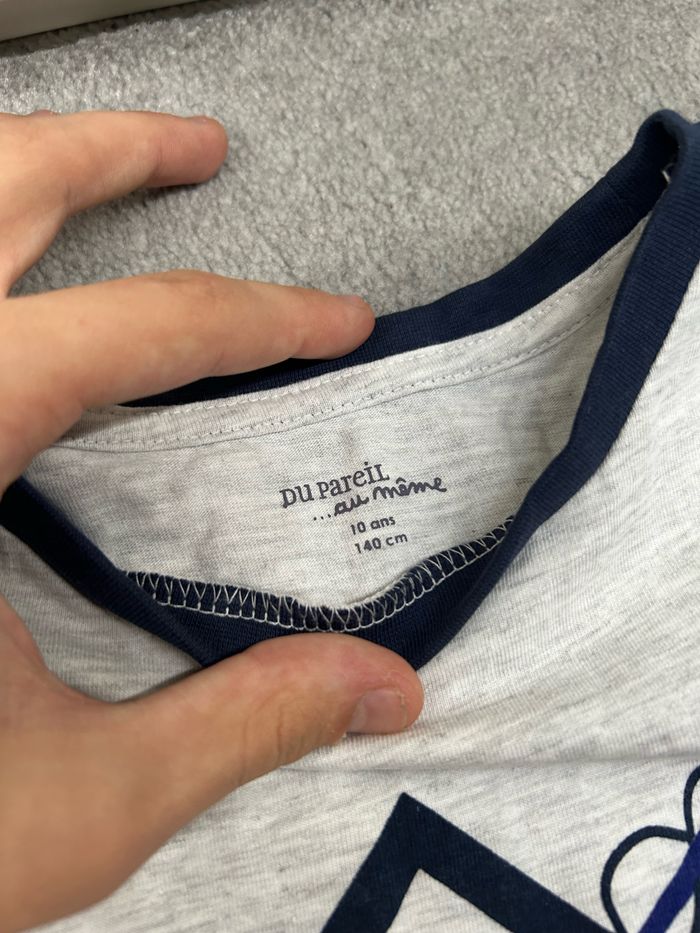 DU PAREIL
...au même
10 ans
140 cm